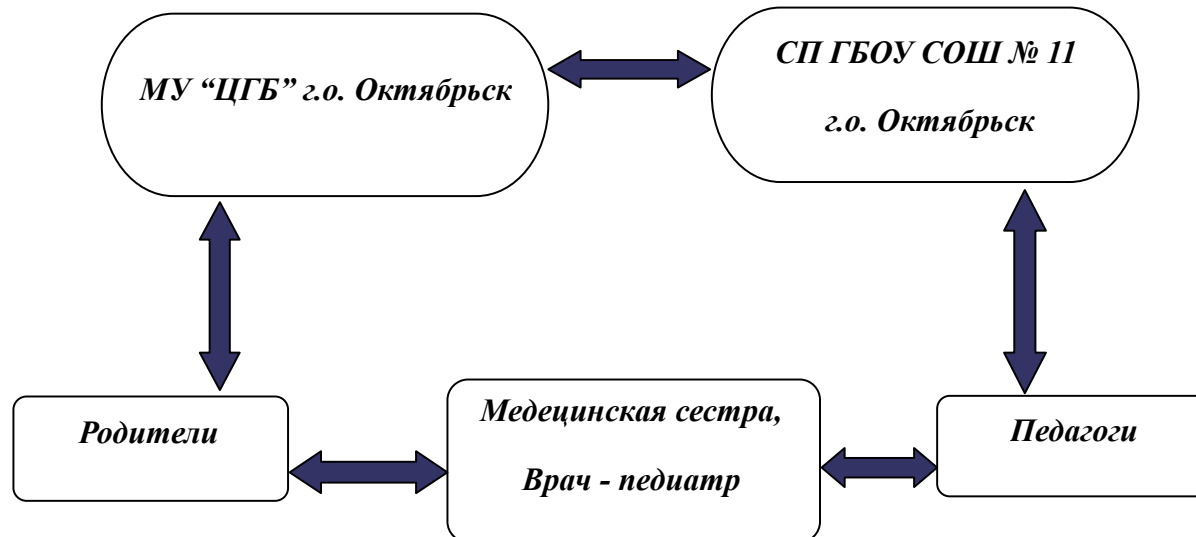 МУ “ЦГБ” г.о. Октябрьск
СП ГБОУ СОШ № 11
г.о. Октябрьск
Родители
Медецинская сестра,
Врач - педиатр
Педагоги